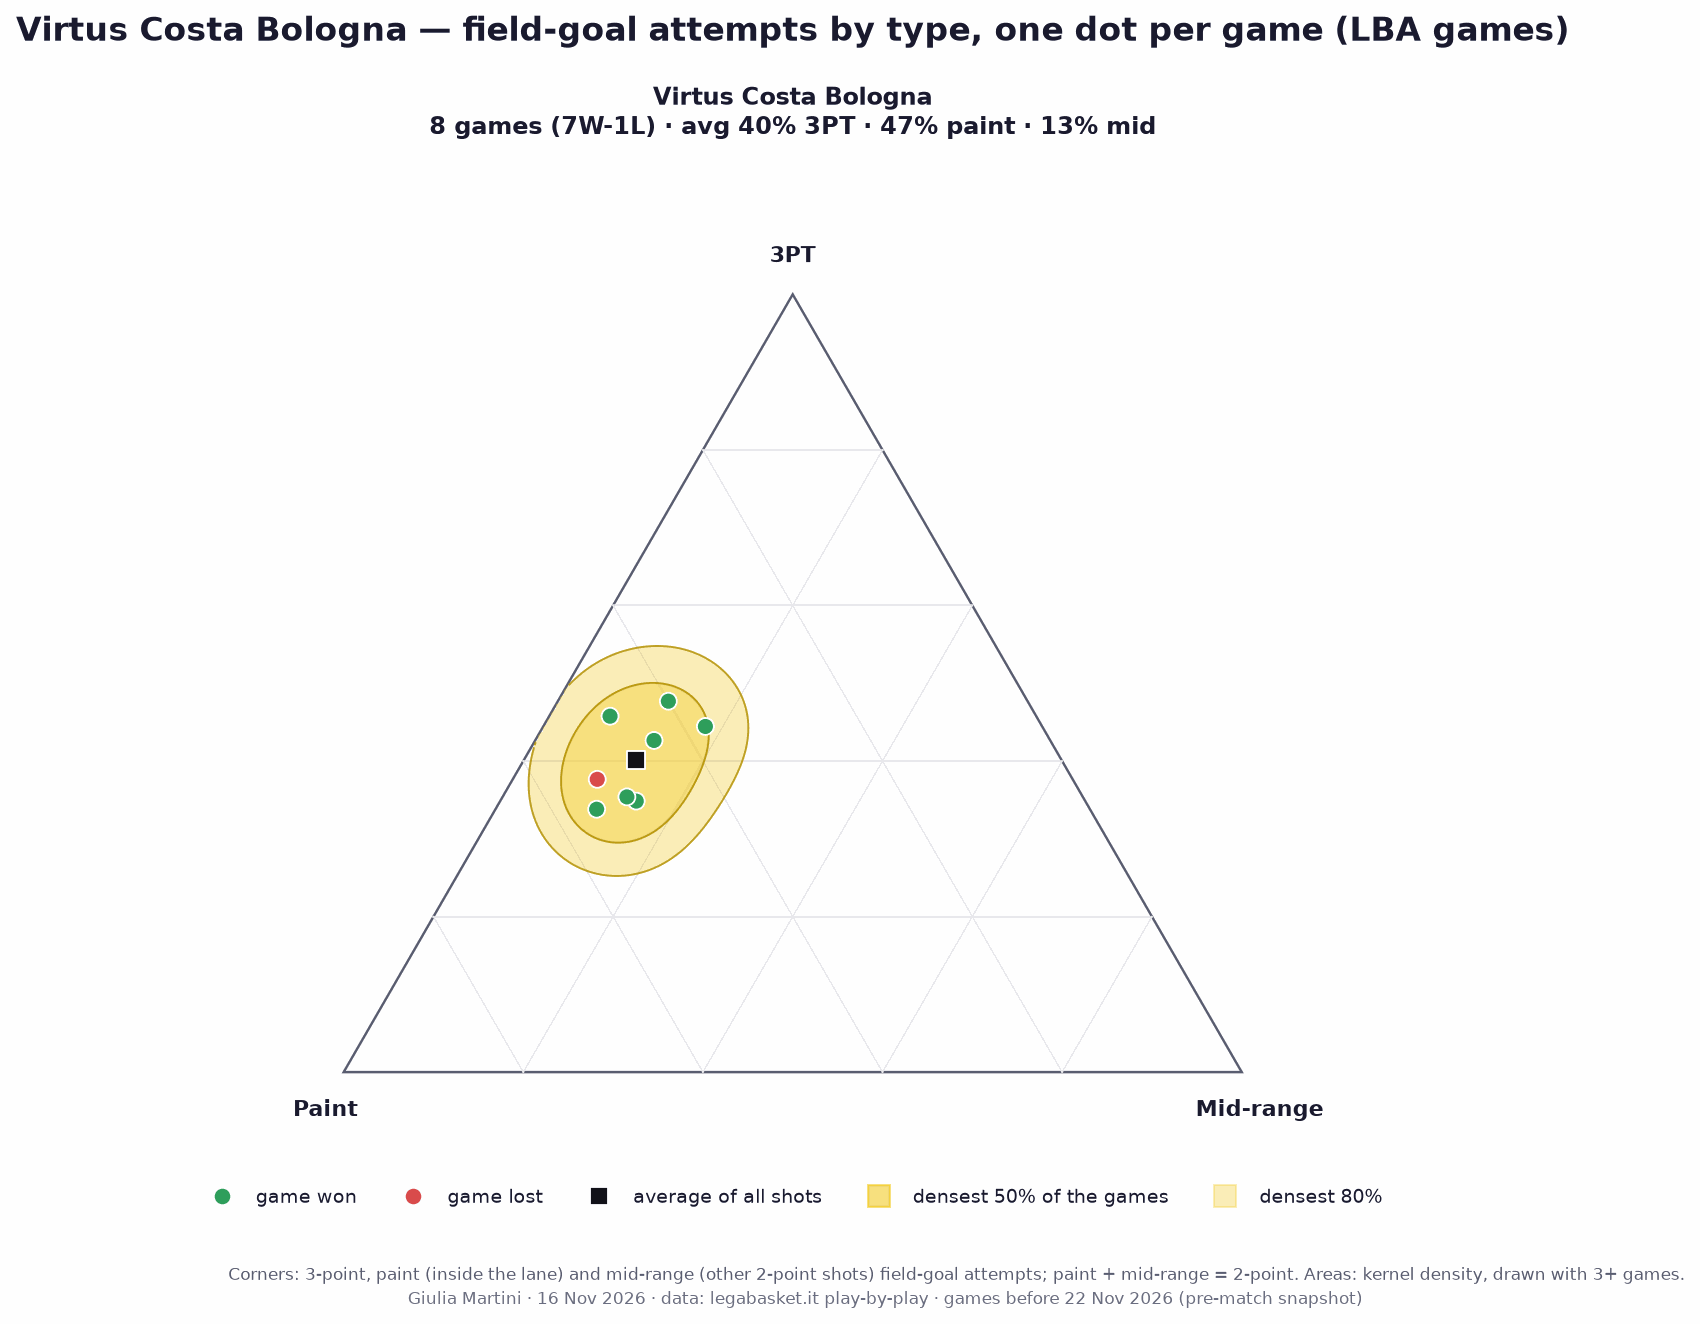 Virtus Costa Bologna — field-goal attempts by type, one dot per game (LBA games)
Virtus Costa Bologna
8 games (7W-1L) · avg 40% 3PT · 47% paint · 13% mid
3PT
Paint
Mid-range
game won
game lost
average of all shots
densest 50% of the games
densest 80%
Corners: 3-point, paint (inside the lane) and mid-range (other 2-point shots) field-goal attempts; paint + mid-range = 2-point. Areas: kernel density, drawn with 3+ games.
Giulia Martini · 16 Nov 2026 · data: legabasket.it play-by-play · games before 22 Nov 2026 (pre-match snapshot)